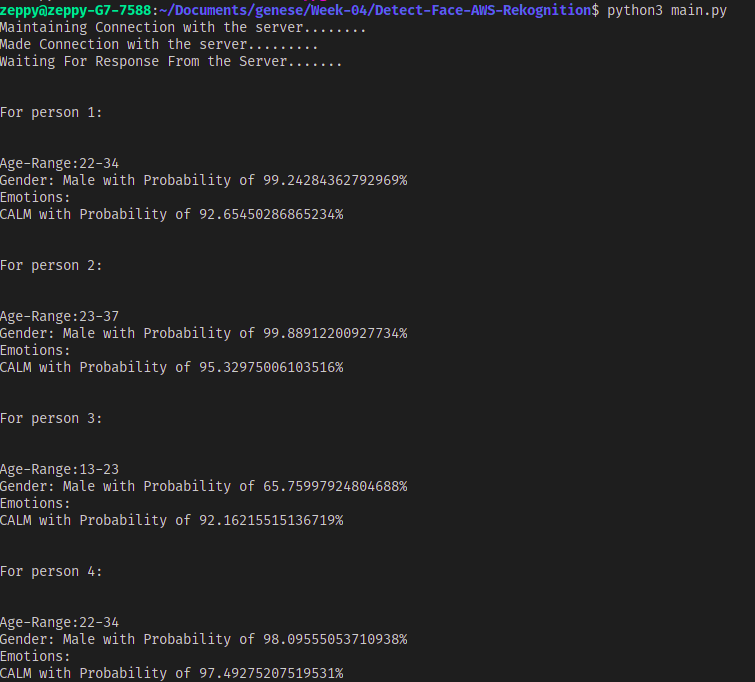 zeppy@zeppy-G7-7588:~/Documents/genese/Week-04/Detect-Face-AWS-Rekognition$ python3 main.py
Maintaining Connection with the server........
Made Connection with the server.........
Waiting For Response From the Server.......
For person 1:
Age-Range:22-34
Gender: Male with Probability of 99.24284362792969%
Emotions:
CALM with Probability of 92.65450286865234%
For person 2:
Age-Range:23-37
Gender: Male with Probability of 99.88912200927734%
Emotions:
CALM with Probability of 95.32975006103516%
For person 3:
Age-Range:13-23
Gender: Male with Probability of 65.75997924804688%
Emotions:
CALM with Probability of 92.16215515136719%
For person 4:
Age-Range:22-34
Gender: Male with Probability of 98.09555053710938%
Emotions:
CALM with Probability of 97.49275207519531%